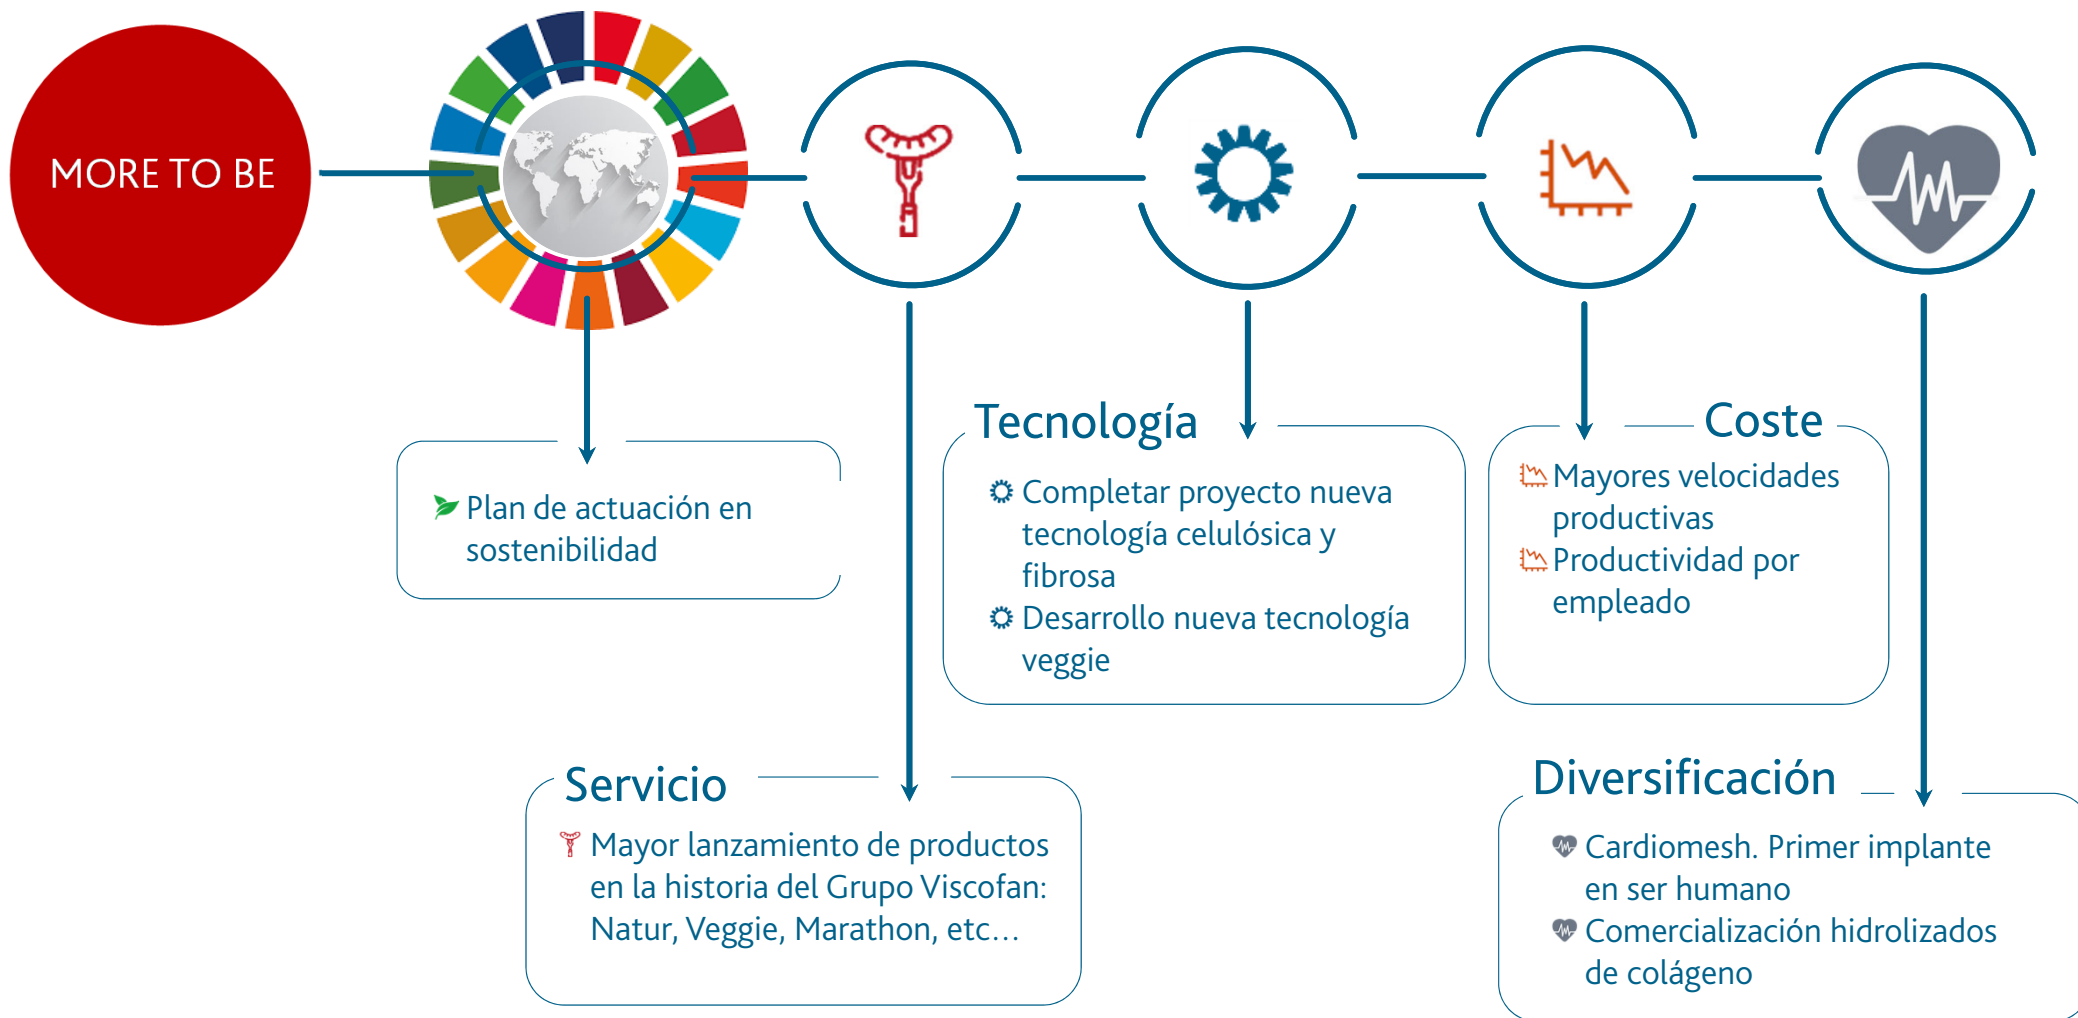 MORE TO BE
Plan de actuación en
sostenibilidad
Servicio
Mayor lanzamiento de productos
en la historia del Grupo Viscofan:
Natur, Veggie, Marathon, etc…
Tecnología
Completar proyecto nueva
tecnología celulósica y
fibrosa
Desarrollo nueva tecnología
veggie
Coste
Mayores velocidades
productivas
Productividad por
empleado
Diversificación
Cardiomesh. Primer implante
en ser humano
Comercialización hidrolizados
de colágeno